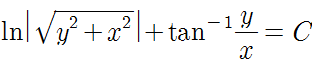 ln|√(y²+x²)| + tan⁻¹ y/x = C